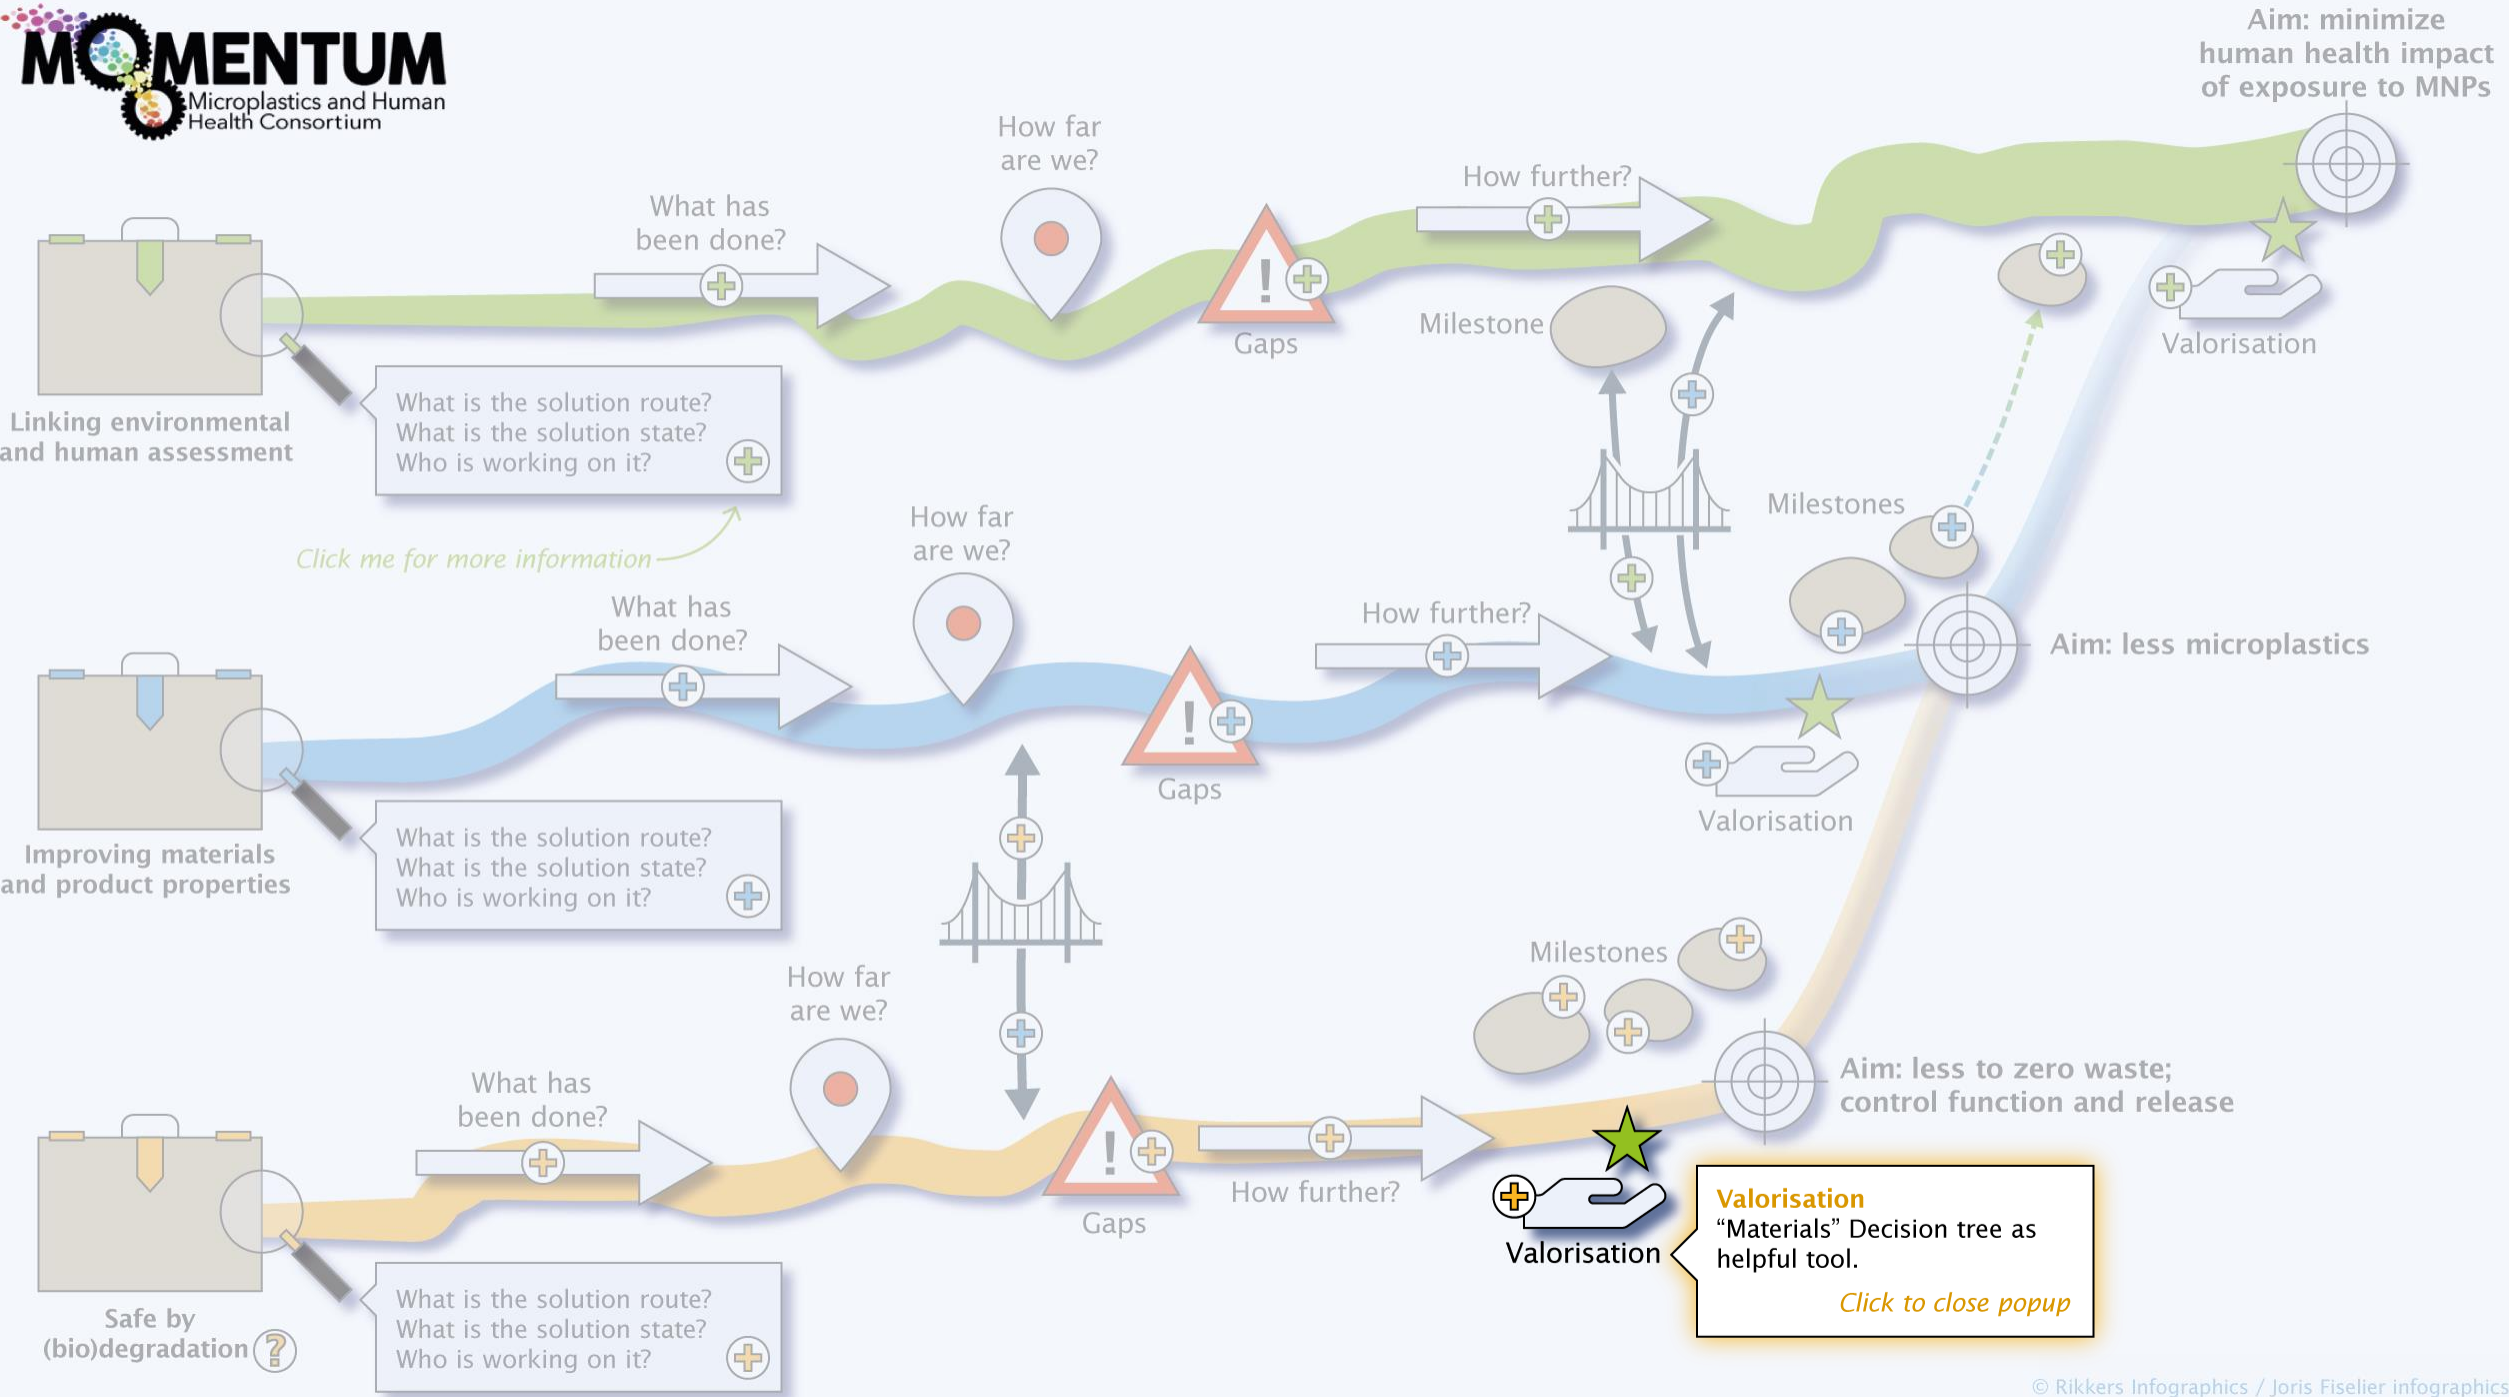 MOMENTUM
Microplastics and Human
Health Consortium
Aim: minimize
human health impact
of exposure to MNPs
How far
are we?
How further?
What has
been done?
Gaps
Milestone
Valorisation
Linking environmental
and human assessment
What is the solution route?
What is the solution state?
Who is working on it?
Click me for more information
How far
are we?
Milestones
What has
been done?
How further?
Aim: less microplastics
Gaps
Valorisation
Improving materials
and product properties
What is the solution route?
What is the solution state?
Who is working on it?
Milestones
How far
are we?
Aim: less to zero waste;
control function and release
What has
been done?
How further?
Gaps
Valorisation
Valorisation
“Materials” Decision tree as
helpful tool.
Click to close popup
Safe by
(bio)degradation ?
What is the solution route?
What is the solution state?
Who is working on it?
© Rikkers Infographics / Joris Fiselier infographics